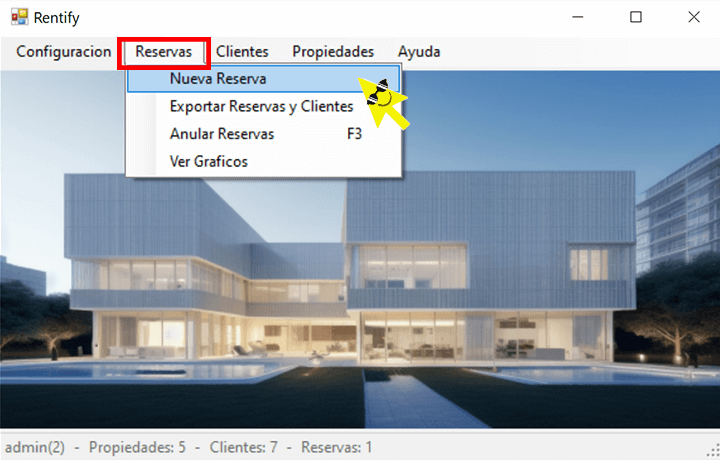 Rentify
Configuracion Reservas Clientes Propiedades Ayuda
Nueva Reserva
Exportar Reservas y Clientes
Anular Reservas F3
Ver Graficos
admin(2) - Propiedades: 5 - Clientes: 7 - Reservas: 1